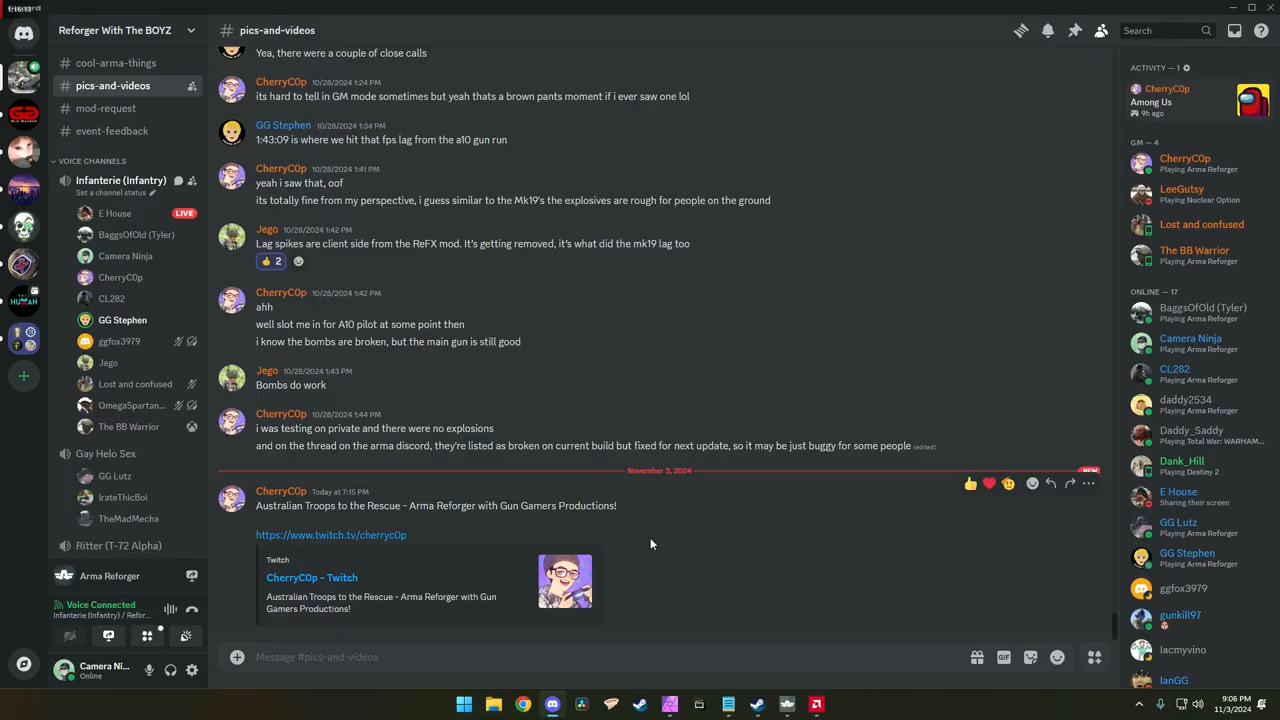 Reforger With The BOYZ
# pics-and-videos
Search
# cool-arma-things
# pics-and-videos
# mod-request
# event-feedback
VOICE CHANNELS
Infanterie (Infantry)
Set a channel status
E House
LIVE
BaggsOfOld (Tyler)
Camera Ninja
CherryC0p
CL282
GG Stephen
ggfox3979
Jego
Lost and confused
OmegaSpartan...
The BB Warrior
Gay Helo Sex
GG Lutz
IrateThicBoi
TheMadMecha
Ritter (T-72 Alpha)
Arma Reforger
Voice Connected
Infanterie (Infantry) / Refor...
Camera Ni...
Online
Yea, there were a couple of close calls
CherryC0p 10/28/2024 1:24 PM
its hard to tell in GM mode sometimes but yeah thats a brown pants moment if i ever saw one lol
GG Stephen 10/28/2024 1:34 PM
1:43:09 is where we hit that fps lag from the a10 gun run
CherryC0p 10/28/2024 1:41 PM
yeah i saw that, oof
its totally fine from my perspective, i guess similar to the Mk19's the explosives are rough for people on the ground
Jego 10/28/2024 1:42 PM
Lag spikes are client side from the ReFX mod. It's getting removed, it's what did the mk19 lag too
2
CherryC0p 10/28/2024 1:42 PM
ahh
well slot me in for A10 pilot at some point then
i know the bombs are broken, but the main gun is still good
Jego 10/28/2024 1:43 PM
Bombs do work
CherryC0p 10/28/2024 1:44 PM
i was testing on private and there were no explosions
and on the thread on the arma discord, they're listed as broken on current build but fixed for next update, so it may be just buggy for some people (edited)
November 3, 2024
NEW
CherryC0p Today at 7:15 PM
Australian Troops to the Rescue - Arma Reforger with Gun Gamers Productions!
https://www.twitch.tv/cherryc0p
Twitch
CherryC0p - Twitch
Australian Troops to the Rescue - Arma Reforger with Gun
Gamers Productions!
Message #pics-and-videos
GIF
ACTIVITY — 1
CherryC0p
Among Us
9h ago
GM — 4
CherryC0p
Playing Arma Reforger
LeeGutsy
Playing Nuclear Option
Lost and confused
The BB Warrior
Playing Arma Reforger
ONLINE — 17
BaggsOfOld (Tyler)
Playing Arma Reforger
Camera Ninja
Playing Arma Reforger
CL282
Playing Arma Reforger
daddy2534
Playing Arma Reforger
Daddy_Saddy
Playing Total War: WARHAM...
Dank_Hill
Playing Destiny 2
E House
Sharing their screen
GG Lutz
Playing Arma Reforger
GG Stephen
Playing Arma Reforger
ggfox3979
gunkill97
lacmyvino
IanGG
9:06 PM
11/3/2024